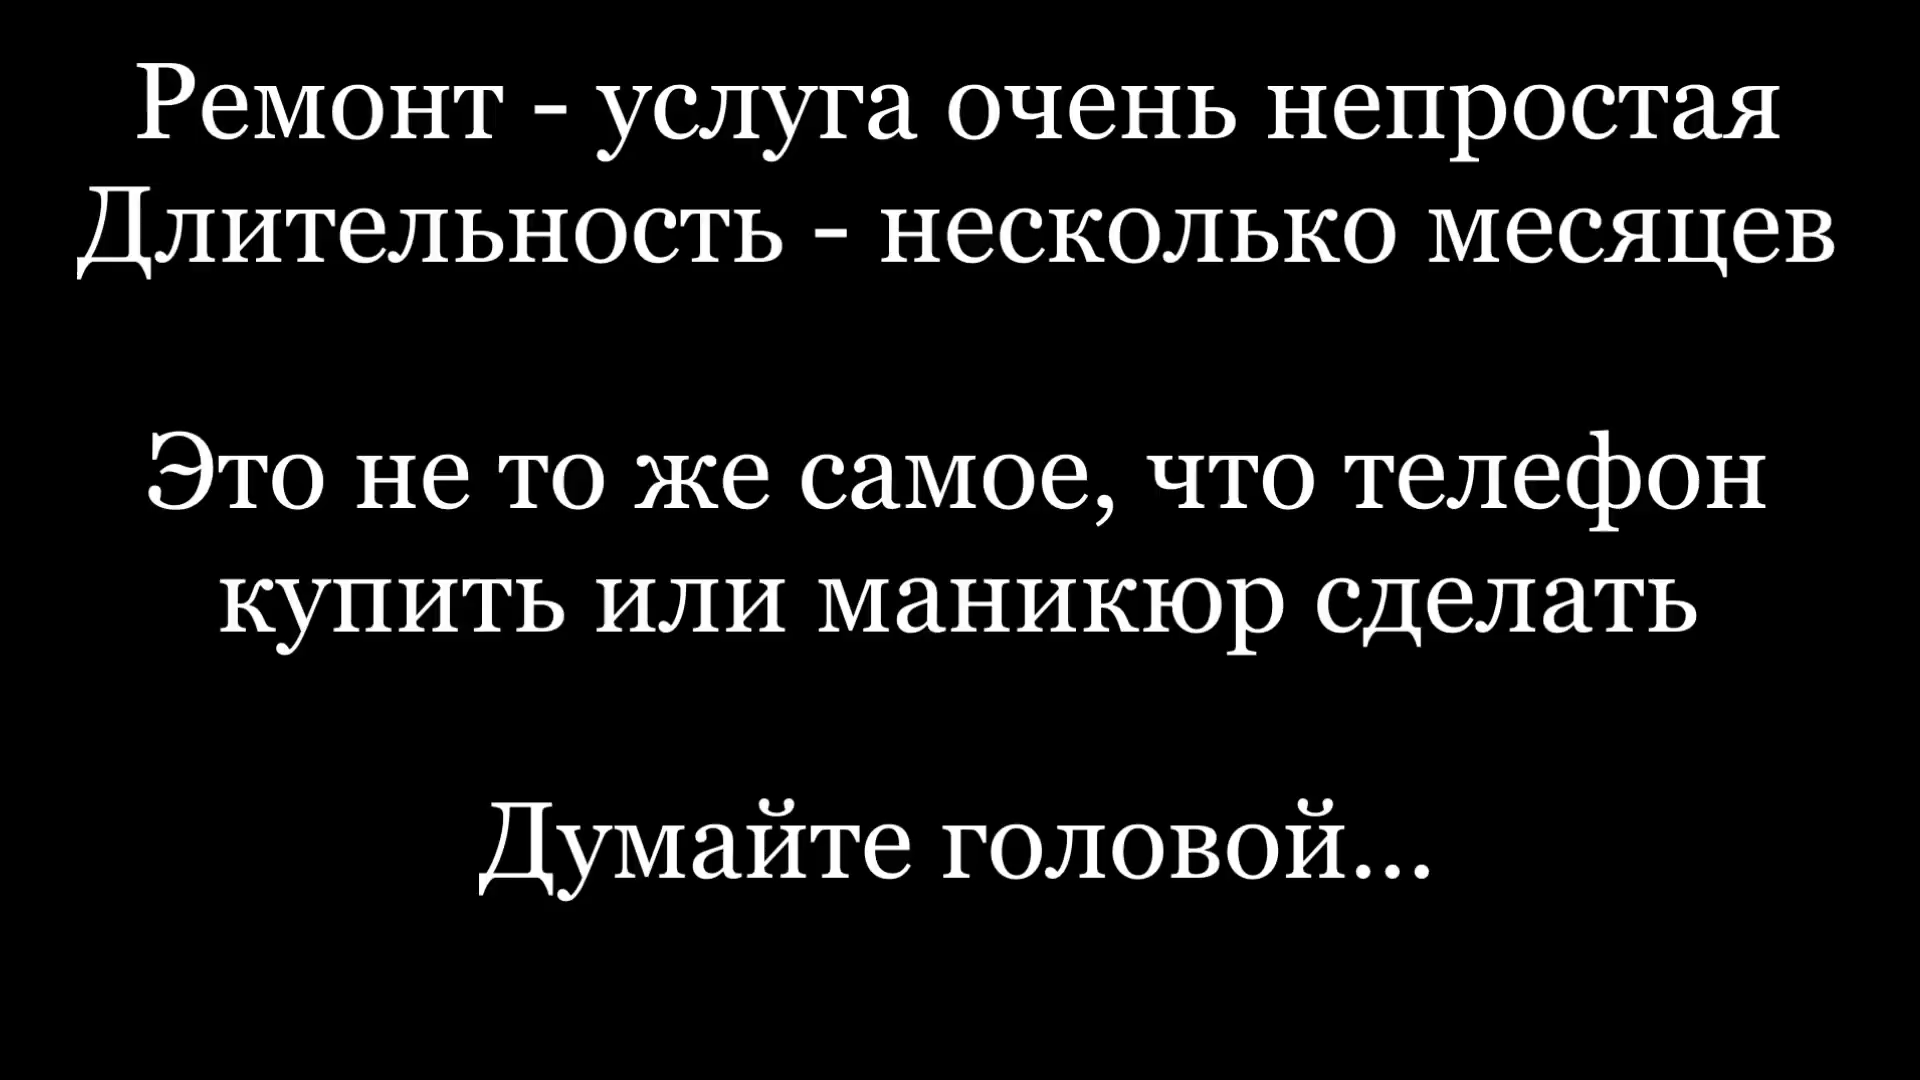 Ремонт - услуга очень непростая
Длительность - несколько месяцев
Это не то же самое, что телефон
купить или маникюр сделать
Думайте головой...